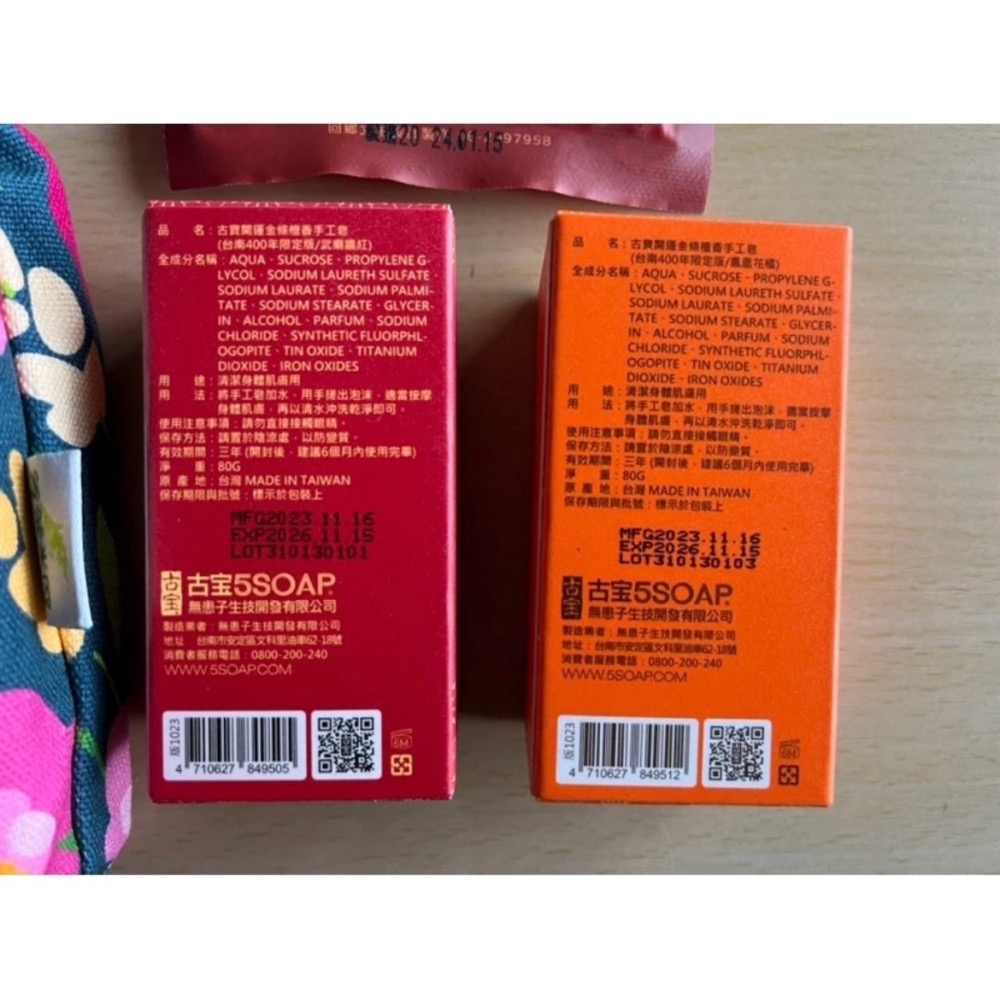 24.01.15
97958
品 名：古寶開運金條檀香手工皂
(台南400年限定版/武廟牆紅)
全成分名稱：AQUA、SUCROSE、PROPYLENE G-
LYCOL、SODIUM LAURETH SULFATE、
SODIUM LAURATE、SODIUM PALMI-
TATE、SODIUM STEARATE、GLYCER-
IN、ALCOHOL、PARFUM、SODIUM
CHLORIDE、SYNTHETIC FLUORPHL-
OGOPITE、TIN OXIDE、TITANIUM
DIOXIDE、IRON OXIDES
用 途：清潔身體肌膚用
用 法：將手工皂加水，用手搓出泡沫，適當按摩
身體肌膚，再以清水沖洗乾淨即可。
使用注意事項：請勿直接接觸眼睛。
保存方法：請置於陰涼處，以防變質。
有效期間：三年(開封後，建議6個月內使用完畢)
淨 重：80G
原 產 地：台灣 MADE IN TAIWAN
保存期限與批號：標示於包裝上
MFG2023.11.16
EXP2026.11.15
LOT310130101
古宝 古宝5SOAP®
無患子生技開發有限公司
製造業者：無患子生技開發有限公司
地址：台南市安定區文科里油車62-18號
消費者服務電話：0800-200-240
WWW.5SOAP.COM
版1023
4 710627 849505
6M
品 名：古寶開運金條檀香手工皂
(台南400年限定版/鳳凰花橘)
全成分名稱：AQUA、SUCROSE、PROPYLENE G-
LYCOL、SODIUM LAURETH SULFATE、
SODIUM LAURATE、SODIUM PALMI-
TATE、SODIUM STEARATE、GLYCER-
IN、ALCOHOL、PARFUM、SODIUM
CHLORIDE、SYNTHETIC FLUORPHL-
OGOPITE、TIN OXIDE、TITANIUM
DIOXIDE、IRON OXIDES
用 途：清潔身體肌膚用
用 法：將手工皂加水，用手搓出泡沫，適當按摩
身體肌膚，再以清水沖洗乾淨即可。
使用注意事項：請勿直接接觸眼睛。
保存方法：請置於陰涼處，以防變質。
有效期間：三年(開封後，建議6個月內使用完畢)
淨 重：80G
原 產 地：台灣 MADE IN TAIWAN
保存期限與批號：標示於包裝上
MFG2023.11.16
EXP2026.11.15
LOT310130103
古宝 古宝5SOAP®
無患子生技開發有限公司
製造業者：無患子生技開發有限公司
地址：台南市安定區文科里油車62-18號
消費者服務電話：0800-200-240
WWW.5SOAP.COM
版1023
4 710627 849512
6M